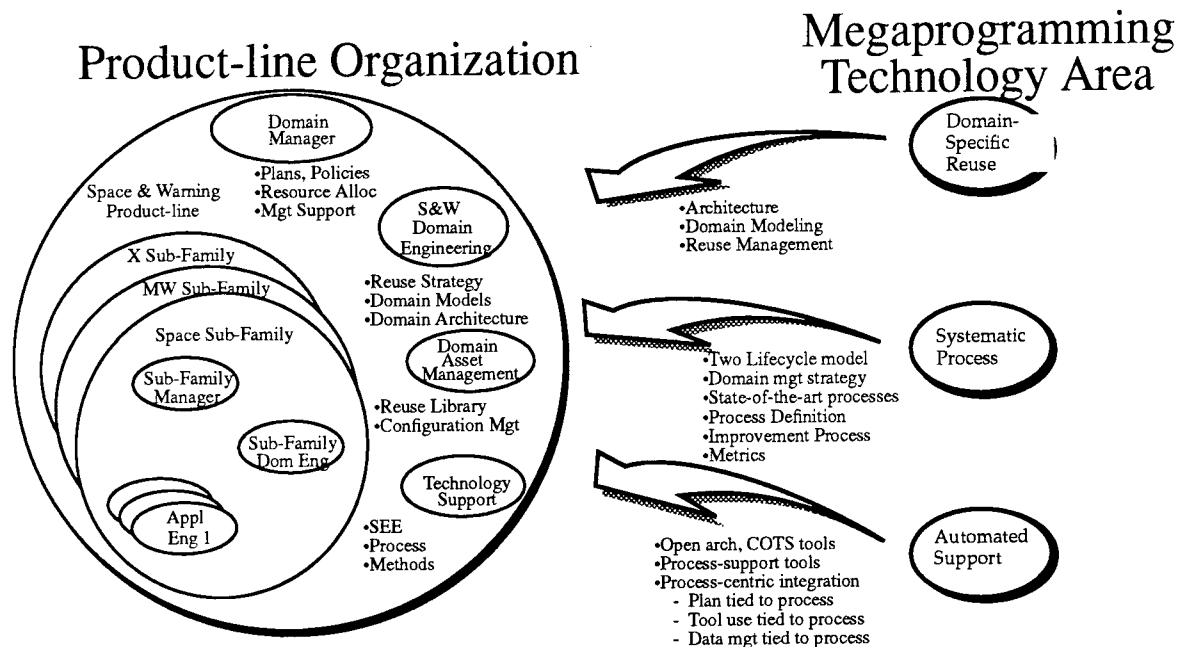 Product-line Organization
Megaprogramming
Technology Area
Domain
Manager
•Plans, Policies
•Resource Alloc
•Mgt Support
Space & Warning
Product-line
S&W
Domain
Engineering
X Sub-Family
MW Sub-Family
Space Sub-Family
•Reuse Strategy
•Domain Models
•Domain Architecture
Domain
Asset
Management
Sub-Family
Manager
•Reuse Library
•Configuration Mgt
Sub-Family
Dom Eng
Technology
Support
Appl
Eng 1
•SEE
•Process
•Methods
Domain-
Specific
Reuse
•Architecture
•Domain Modeling
•Reuse Management
Systematic
Process
•Two Lifecycle model
•Domain mgt strategy
•State-of-the-art processes
•Process Definition
•Improvement Process
•Metrics
Automated
Support
•Open arch, COTS tools
•Process-support tools
•Process-centric integration
- Plan tied to process
- Tool use tied to process
- Data mgt tied to process